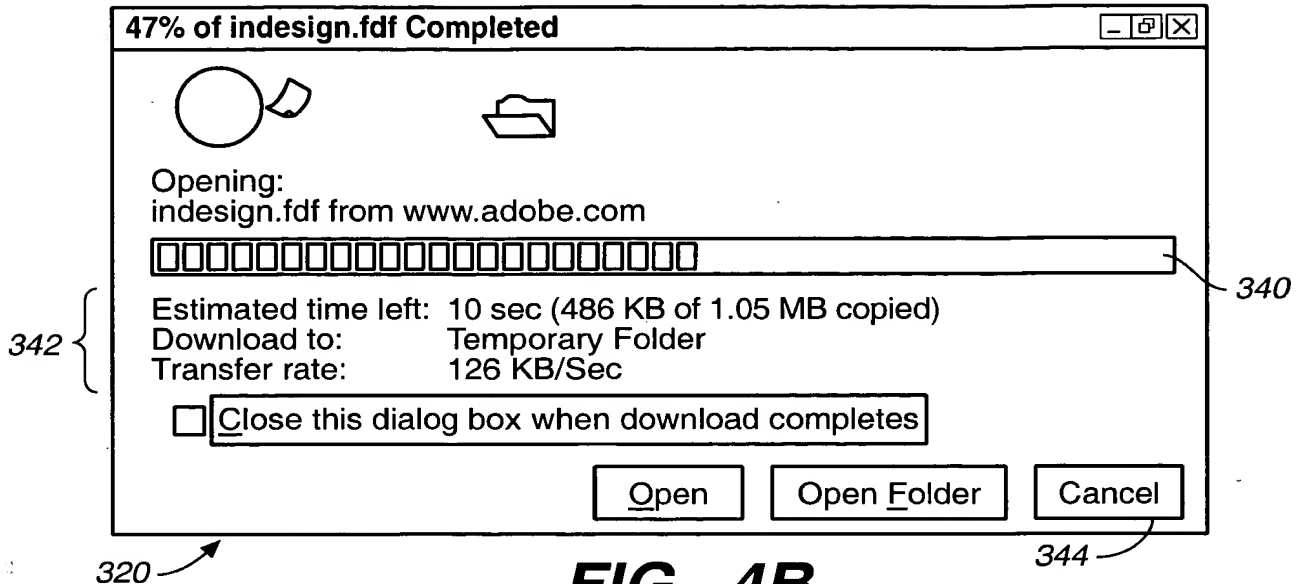 47% of indesign.fdf Completed
Opening:
indesign.fdf from www.adobe.com
340
342
Estimated time left: 10 sec (486 KB of 1.05 MB copied)
Download to: Temporary Folder
Transfer rate: 126 KB/Sec
Close this dialog box when download completes
Open
Open Folder
Cancel
320
344
FIG._4B